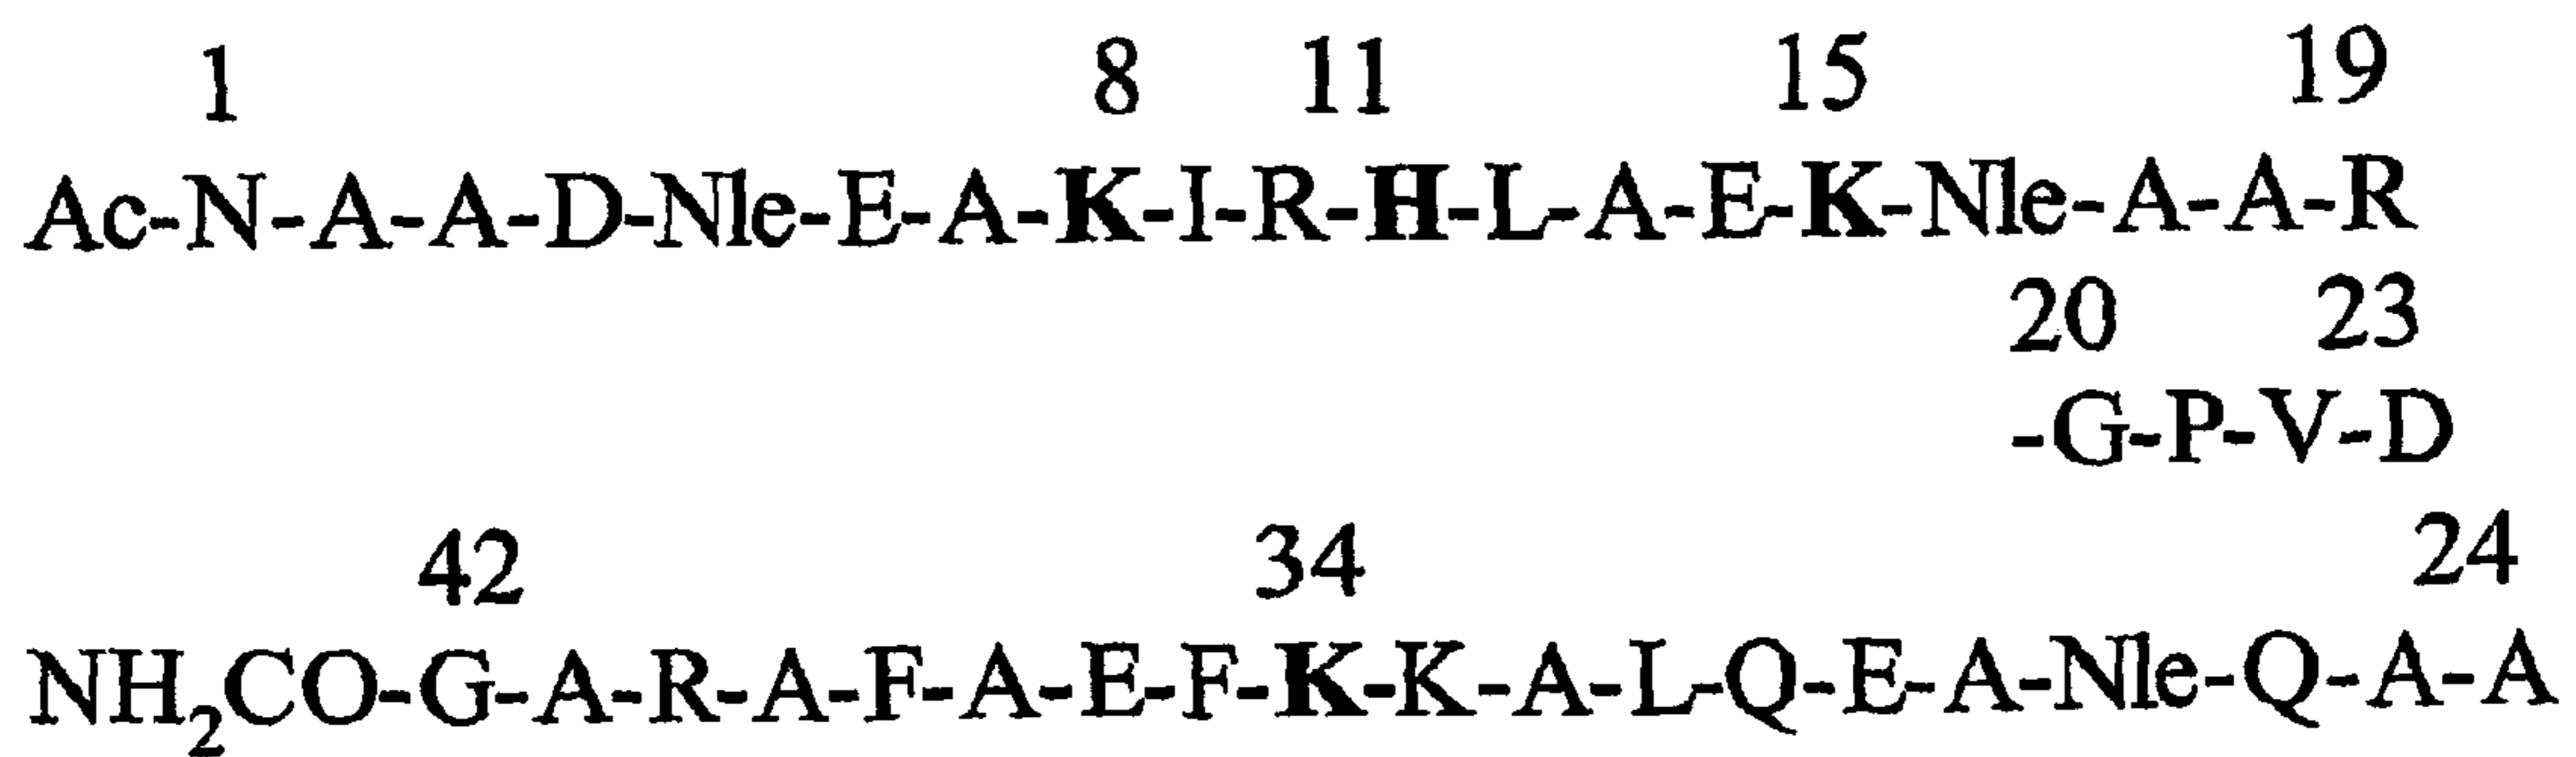 1 8 11 15 19
Ac-N-A-A-D-Nle-E-A-K-I-R-H-L-A-E-K-Nle-A-A-R
20 23
-G-P-V-D
42 34 24
NH₂CO-G-A-R-A-F-A-E-F-K-K-A-L-Q-E-A-Nle-Q-A-A